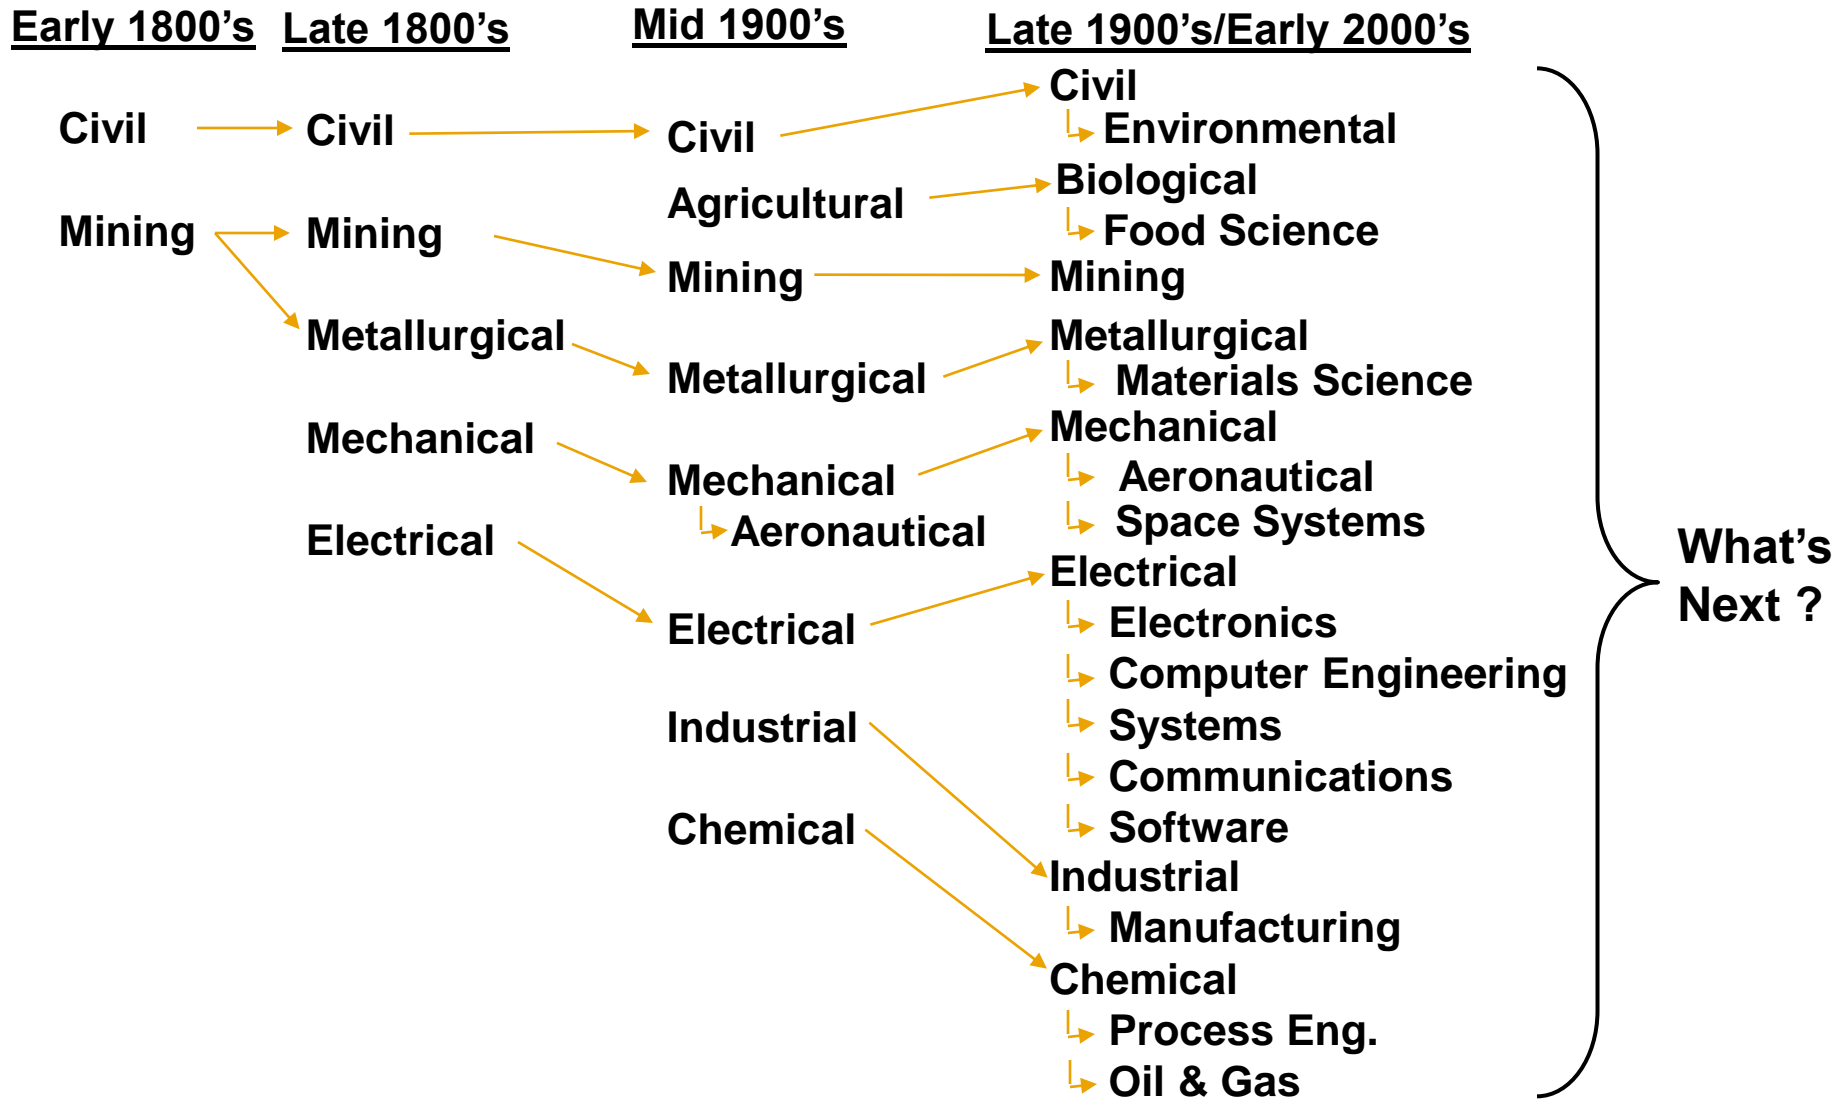 Early 1800’s
Late 1800’s
Mid 1900’s
Late 1900’s/Early 2000’s
Civil
Mining
Civil
Mining
Metallurgical
Mechanical
Electrical
Civil
Agricultural
Mining
Metallurgical
Mechanical
Aeronautical
Electrical
Industrial
Chemical
Civil
Environmental
Biological
Food Science
Mining
Metallurgical
Materials Science
Mechanical
Aeronautical
Space Systems
Electrical
Electronics
Computer Engineering
Systems
Communications
Software
Industrial
Manufacturing
Chemical
Process Eng.
Oil & Gas
What’s
Next ?